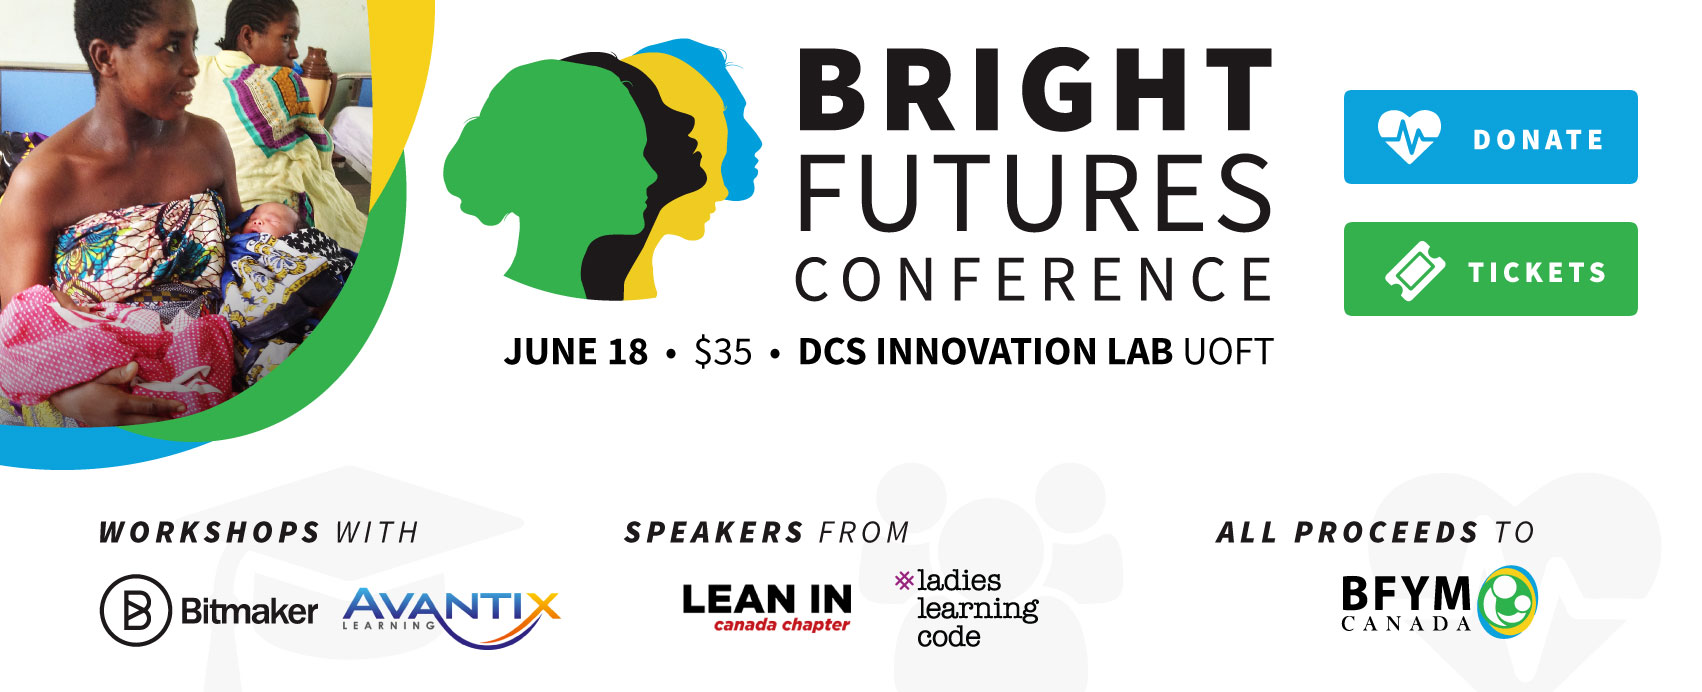 BRIGHT
FUTURES
CONFERENCE
JUNE 18 • $35 • DCS INNOVATION LAB UOFT
DONATE
TICKETS
WORKSHOPS WITH
B Bitmaker
AVANTIX
LEARNING
SPEAKERS FROM
LEAN IN
canada chapter
ladies
learning
code
ALL PROCEEDS TO
BFYM
CANADA